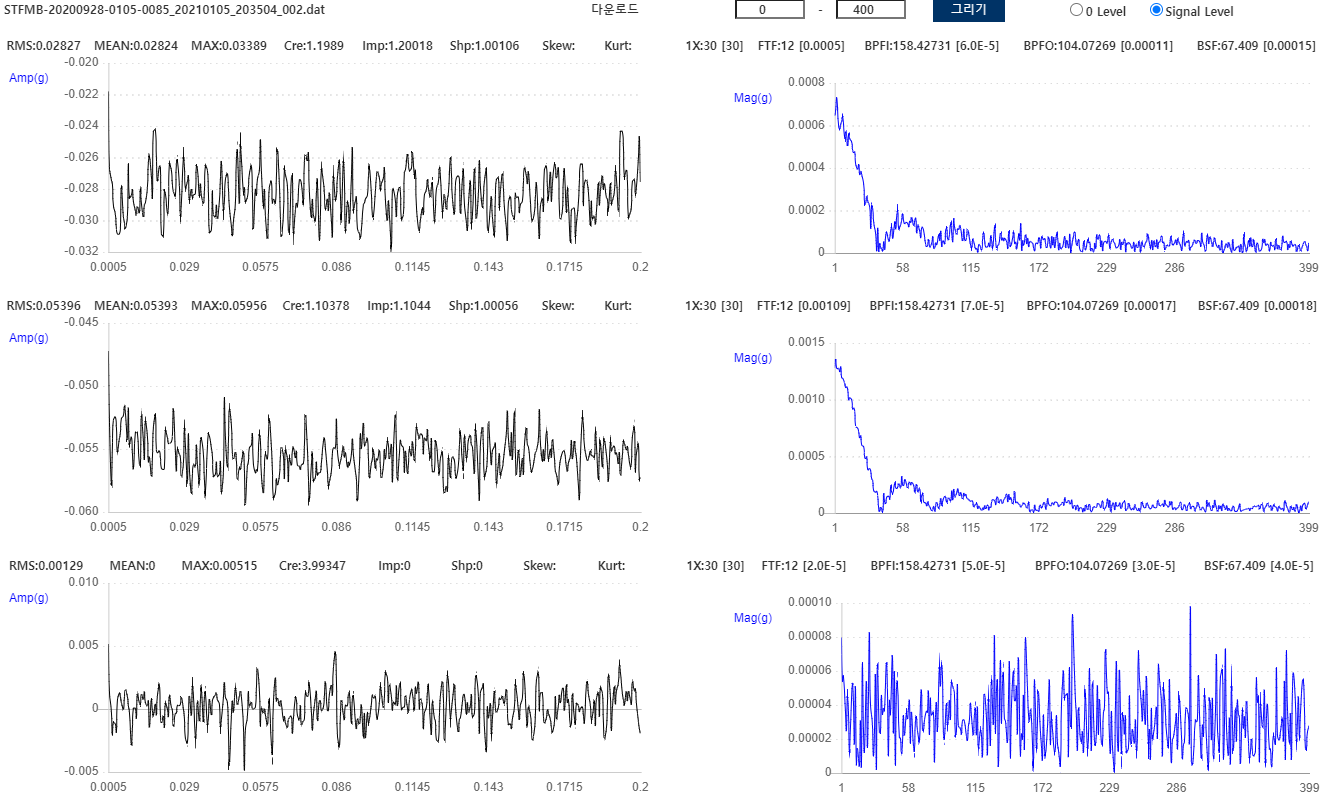 STFMB-20200928-0105-0085_20210105_203504_002.dat 다운로드 0 - 400 그리기 0 Level Signal Level
RMS:0.02827 MEAN:0.02824 MAX:0.03389 Cre:1.1989 Imp:1.20018 Shp:1.00106 Skew: Kurt:
Amp(g)
-0.020
-0.022
-0.024
-0.026
-0.028
-0.030
-0.032
0.0005 0.029 0.0575 0.086 0.1145 0.143 0.1715 0.2
1X:30 [30] FTF:12 [0.0005] BPFI:158.42731 [6.0E-5] BPFO:104.07269 [0.00011] BSF:67.409 [0.00015]
Mag(g)
0.0008
0.0006
0.0004
0.0002
0
1 58 115 172 229 286 399
RMS:0.05396 MEAN:0.05393 MAX:0.05956 Cre:1.10378 Imp:1.1044 Shp:1.00056 Skew: Kurt:
Amp(g)
-0.045
-0.050
-0.055
-0.060
0.0005 0.029 0.0575 0.086 0.1145 0.143 0.1715 0.2
1X:30 [30] FTF:12 [0.00109] BPFI:158.42731 [7.0E-5] BPFO:104.07269 [0.00017] BSF:67.409 [0.00018]
Mag(g)
0.0015
0.0010
0.0005
0
1 58 115 172 229 286 399
RMS:0.00129 MEAN:0 MAX:0.00515 Cre:3.99347 Imp:0 Shp:0 Skew: Kurt:
Amp(g)
0.010
0.005
0
-0.005
0.0005 0.029 0.0575 0.086 0.1145 0.143 0.1715 0.2
1X:30 [30] FTF:12 [2.0E-5] BPFI:158.42731 [5.0E-5] BPFO:104.07269 [3.0E-5] BSF:67.409 [4.0E-5]
Mag(g)
0.00010
0.00008
0.00006
0.00004
0.00002
0
1 58 115 172 229 286 399